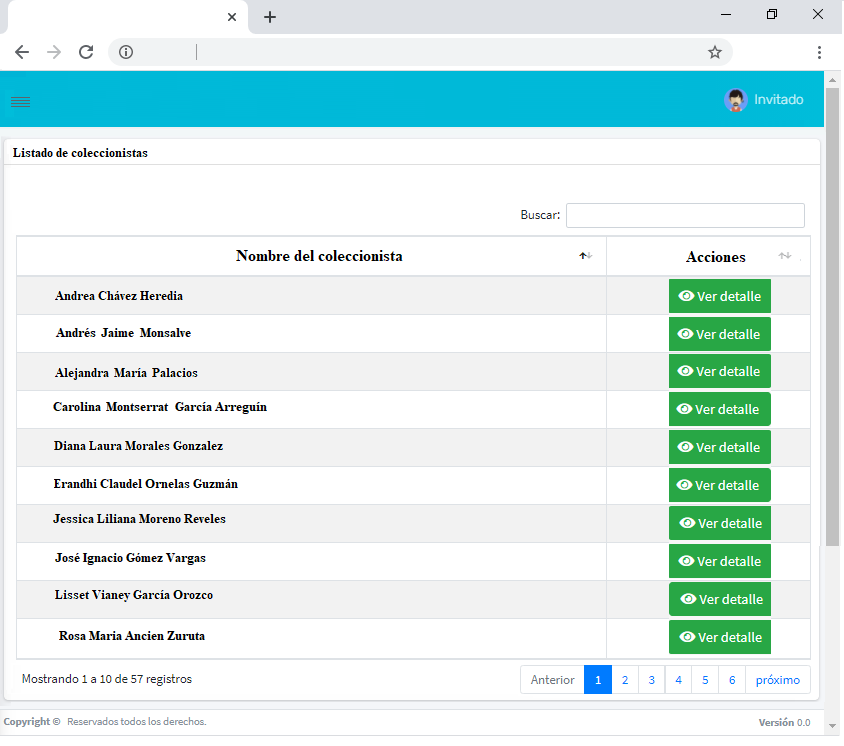 Invitado
Listado de coleccionistas
Buscar:
Nombre del coleccionista Acciones
Andrea Chávez Heredia Ver detalle
Andrés Jaime Monsalve Ver detalle
Alejandra María Palacios Ver detalle
Carolina Montserrat García Arreguín Ver detalle
Diana Laura Morales Gonzalez Ver detalle
Erandhi Claudel Ornelas Guzmán Ver detalle
Jessica Liliana Moreno Reveles Ver detalle
José Ignacio Gómez Vargas Ver detalle
Lisset Vianey García Orozco Ver detalle
Rosa Maria Ancien Zuruta Ver detalle
Mostrando 1 a 10 de 57 registros Anterior 1 2 3 4 5 6 próximo
Copyright © Reservados todos los derechos. Versión 0.0